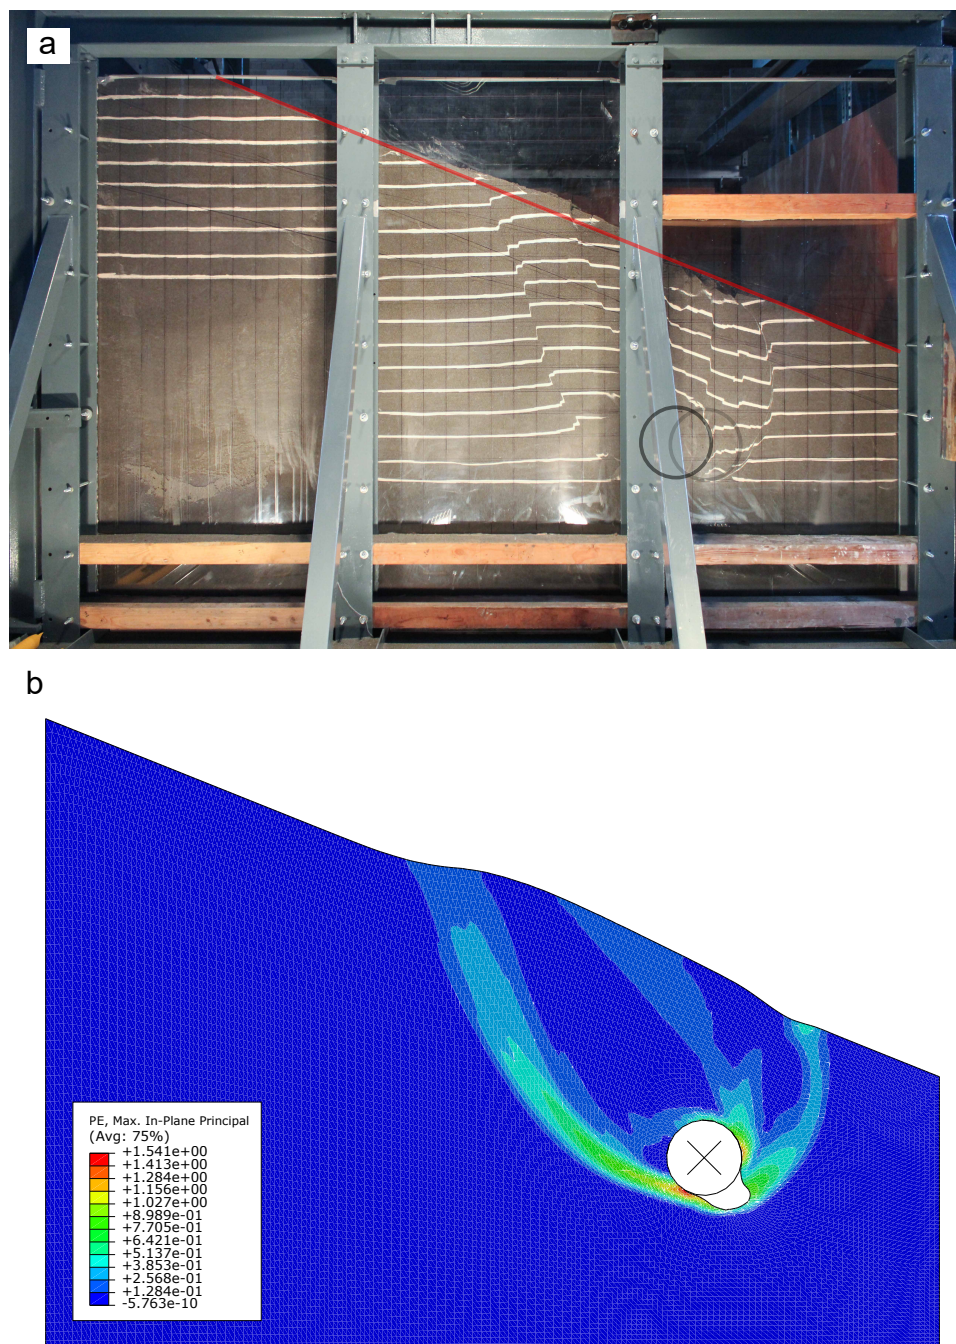 a
b
PE, Max. In-Plane Principal
(Avg: 75%)
+1.541e+00
+1.413e+00
+1.284e+00
+1.156e+00
+1.027e+00
+8.989e-01
+7.705e-01
+6.421e-01
+5.137e-01
+3.853e-01
+2.568e-01
+1.284e-01
-5.763e-10